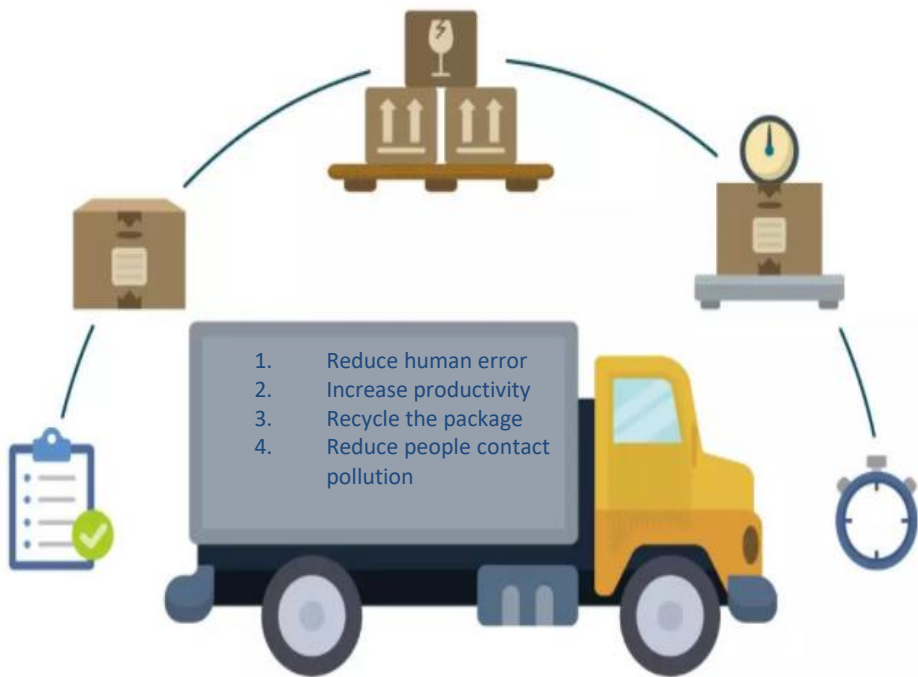 1. Reduce human error
2. Increase productivity
3. Recycle the package
4. Reduce people contact
pollution